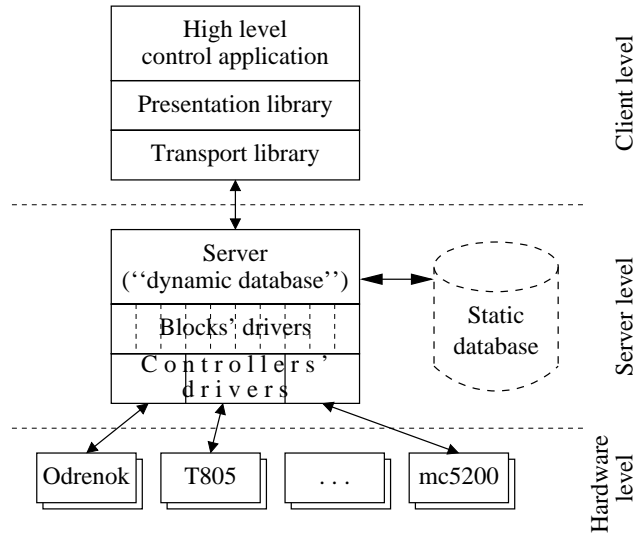 High level
control application
Presentation library
Transport library
Client level
Server
(‘‘dynamic database’’)
Blocks’ drivers
Controllers’
drivers
Static
database
Server level
Odrenok
T805
. . .
mc5200
Hardware
level